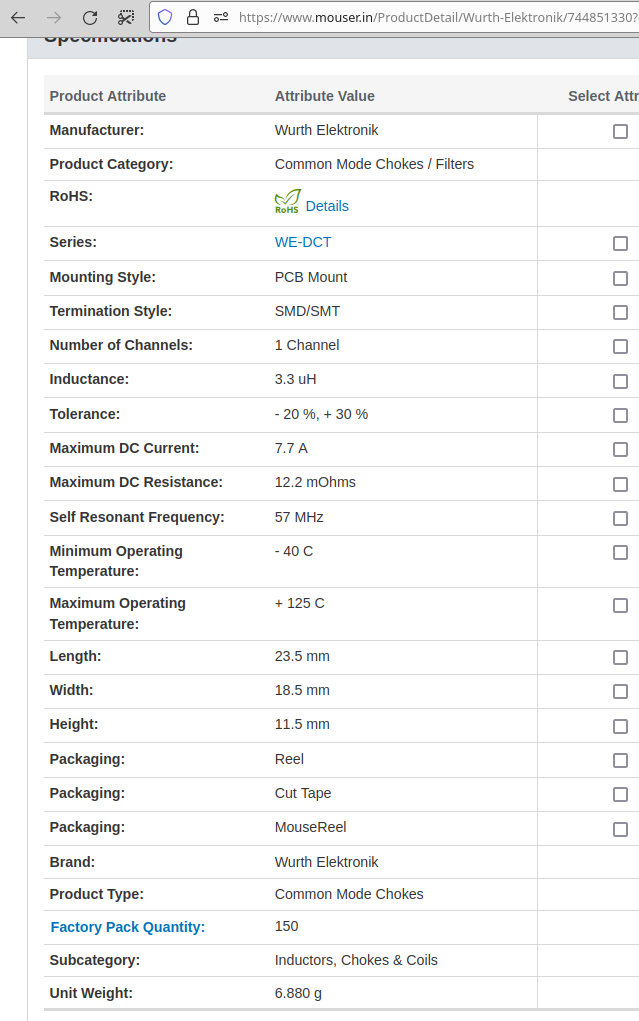 https://www.mouser.in/ProductDetail/Wurth-Elektronik/744851330?
Specifications
Product Attribute Attribute Value Select Attr
Manufacturer: Wurth Elektronik
Product Category: Common Mode Chokes / Filters
RoHS: RoHS Details
Series: WE-DCT
Mounting Style: PCB Mount
Termination Style: SMD/SMT
Number of Channels: 1 Channel
Inductance: 3.3 uH
Tolerance: - 20 %, + 30 %
Maximum DC Current: 7.7 A
Maximum DC Resistance: 12.2 mOhms
Self Resonant Frequency: 57 MHz
Minimum Operating - 40 C
Temperature:
Maximum Operating + 125 C
Temperature:
Length: 23.5 mm
Width: 18.5 mm
Height: 11.5 mm
Packaging: Reel
Packaging: Cut Tape
Packaging: MouseReel
Brand: Wurth Elektronik
Product Type: Common Mode Chokes
Factory Pack Quantity: 150
Subcategory: Inductors, Chokes & Coils
Unit Weight: 6.880 g